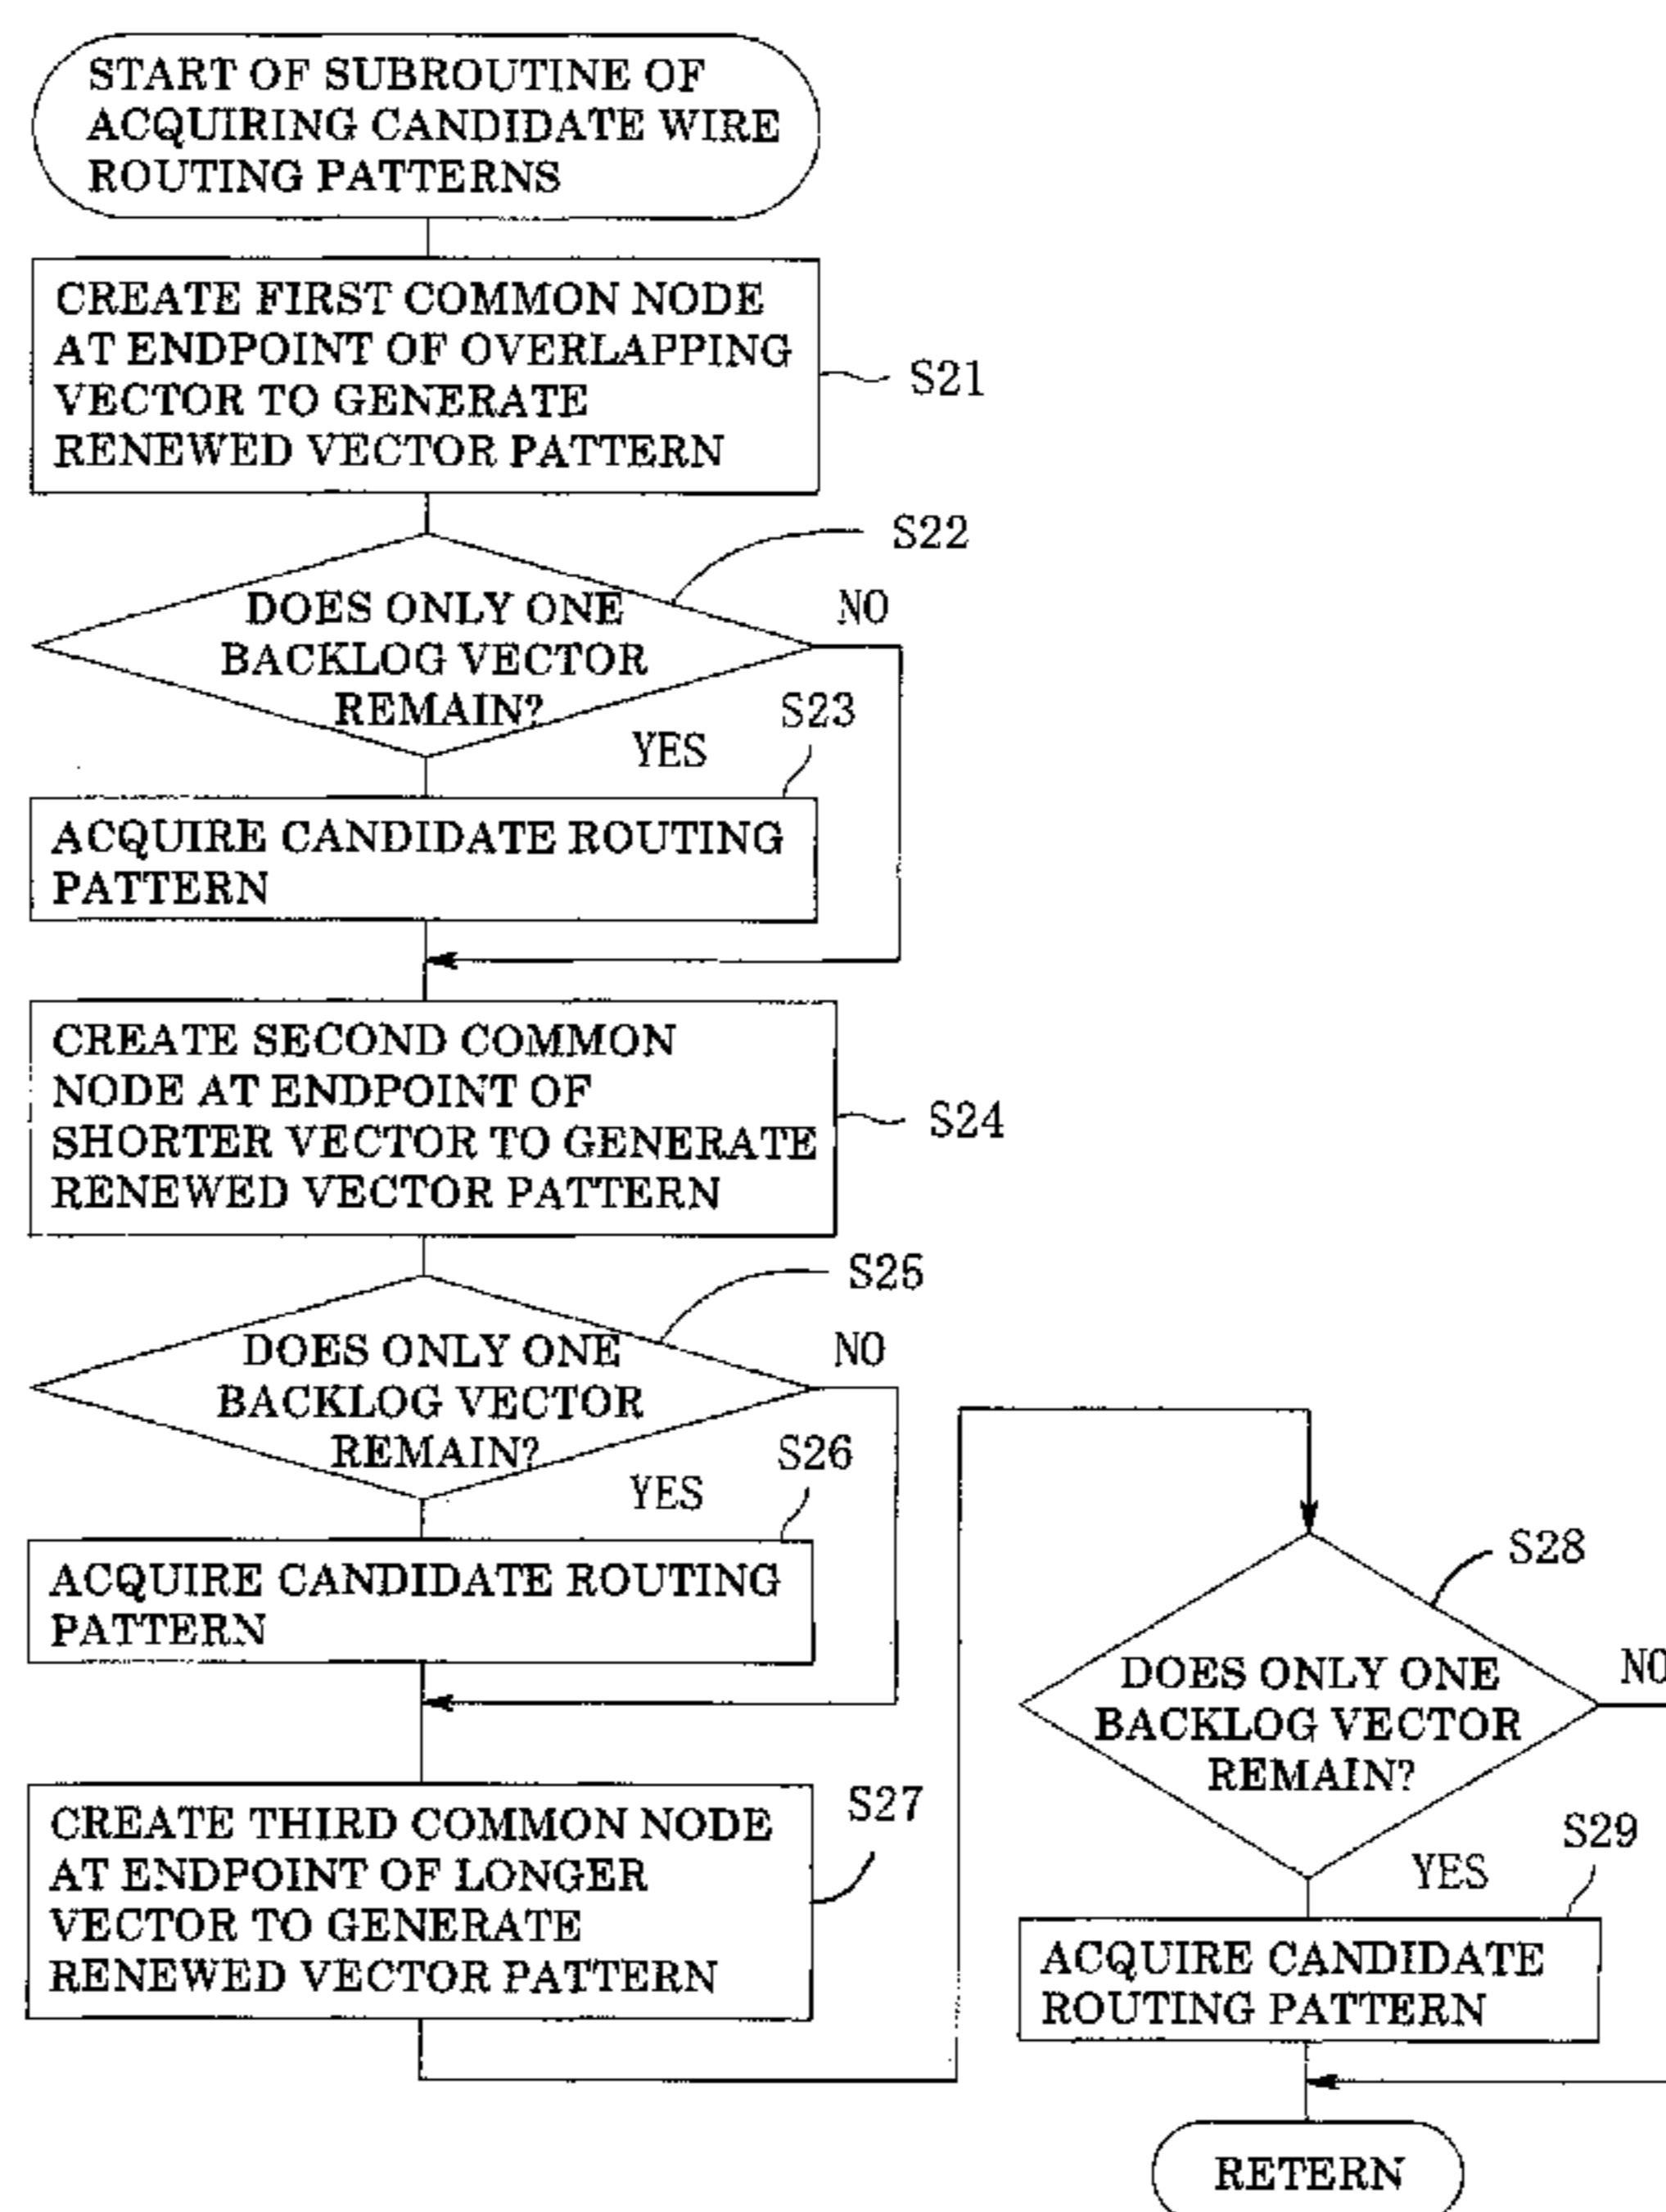 START OF SUBROUTINE OF
ACQUIRING CANDIDATE WIRE
ROUTING PATTERNS
CREATE FIRST COMMON NODE
AT ENDPOINT OF OVERLAPPING
VECTOR TO GENERATE
RENEWED VECTOR PATTERN
S21
S22
DOES ONLY ONE
BACKLOG VECTOR
REMAIN?
NO
YES
S23
ACQUIRE CANDIDATE ROUTING
PATTERN
CREATE SECOND COMMON
NODE AT ENDPOINT OF
SHORTER VECTOR TO GENERATE
RENEWED VECTOR PATTERN
S24
S25
DOES ONLY ONE
BACKLOG VECTOR
REMAIN?
NO
YES
S26
ACQUIRE CANDIDATE ROUTING
PATTERN
CREATE THIRD COMMON NODE
AT ENDPOINT OF LONGER
VECTOR TO GENERATE
RENEWED VECTOR PATTERN
S27
S28
DOES ONLY ONE
BACKLOG VECTOR
REMAIN?
NO
YES
S29
ACQUIRE CANDIDATE
ROUTING PATTERN
RETERN